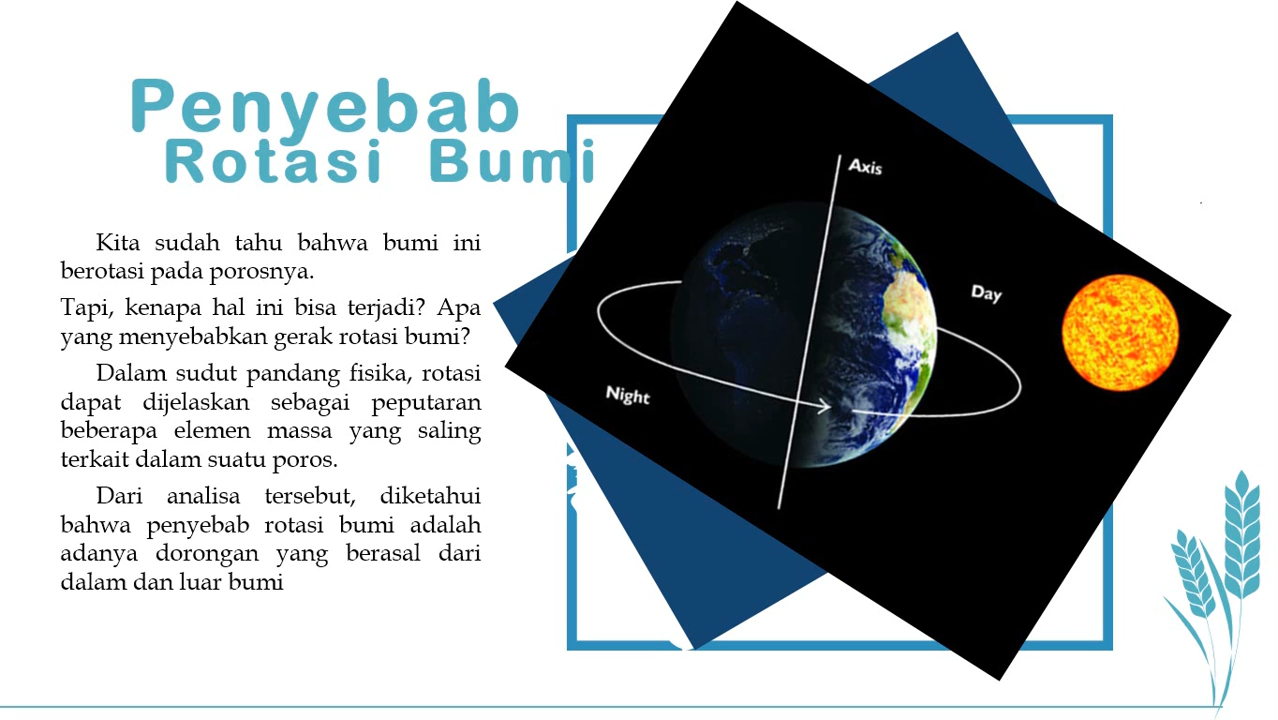 Penyebab
Rotasi Bumi
Kita sudah tahu bahwa bumi ini
berotasi pada porosnya.
Tapi, kenapa hal ini bisa terjadi? Apa
yang menyebabkan gerak rotasi bumi?
Dalam sudut pandang fisika, rotasi
dapat dijelaskan sebagai peputaran
beberapa elemen massa yang saling
terkait dalam suatu poros.
Dari analisa tersebut, diketahui
bahwa penyebab rotasi bumi adalah
adanya dorongan yang berasal dari
dalam dan luar bumi
Axis
Day
Night